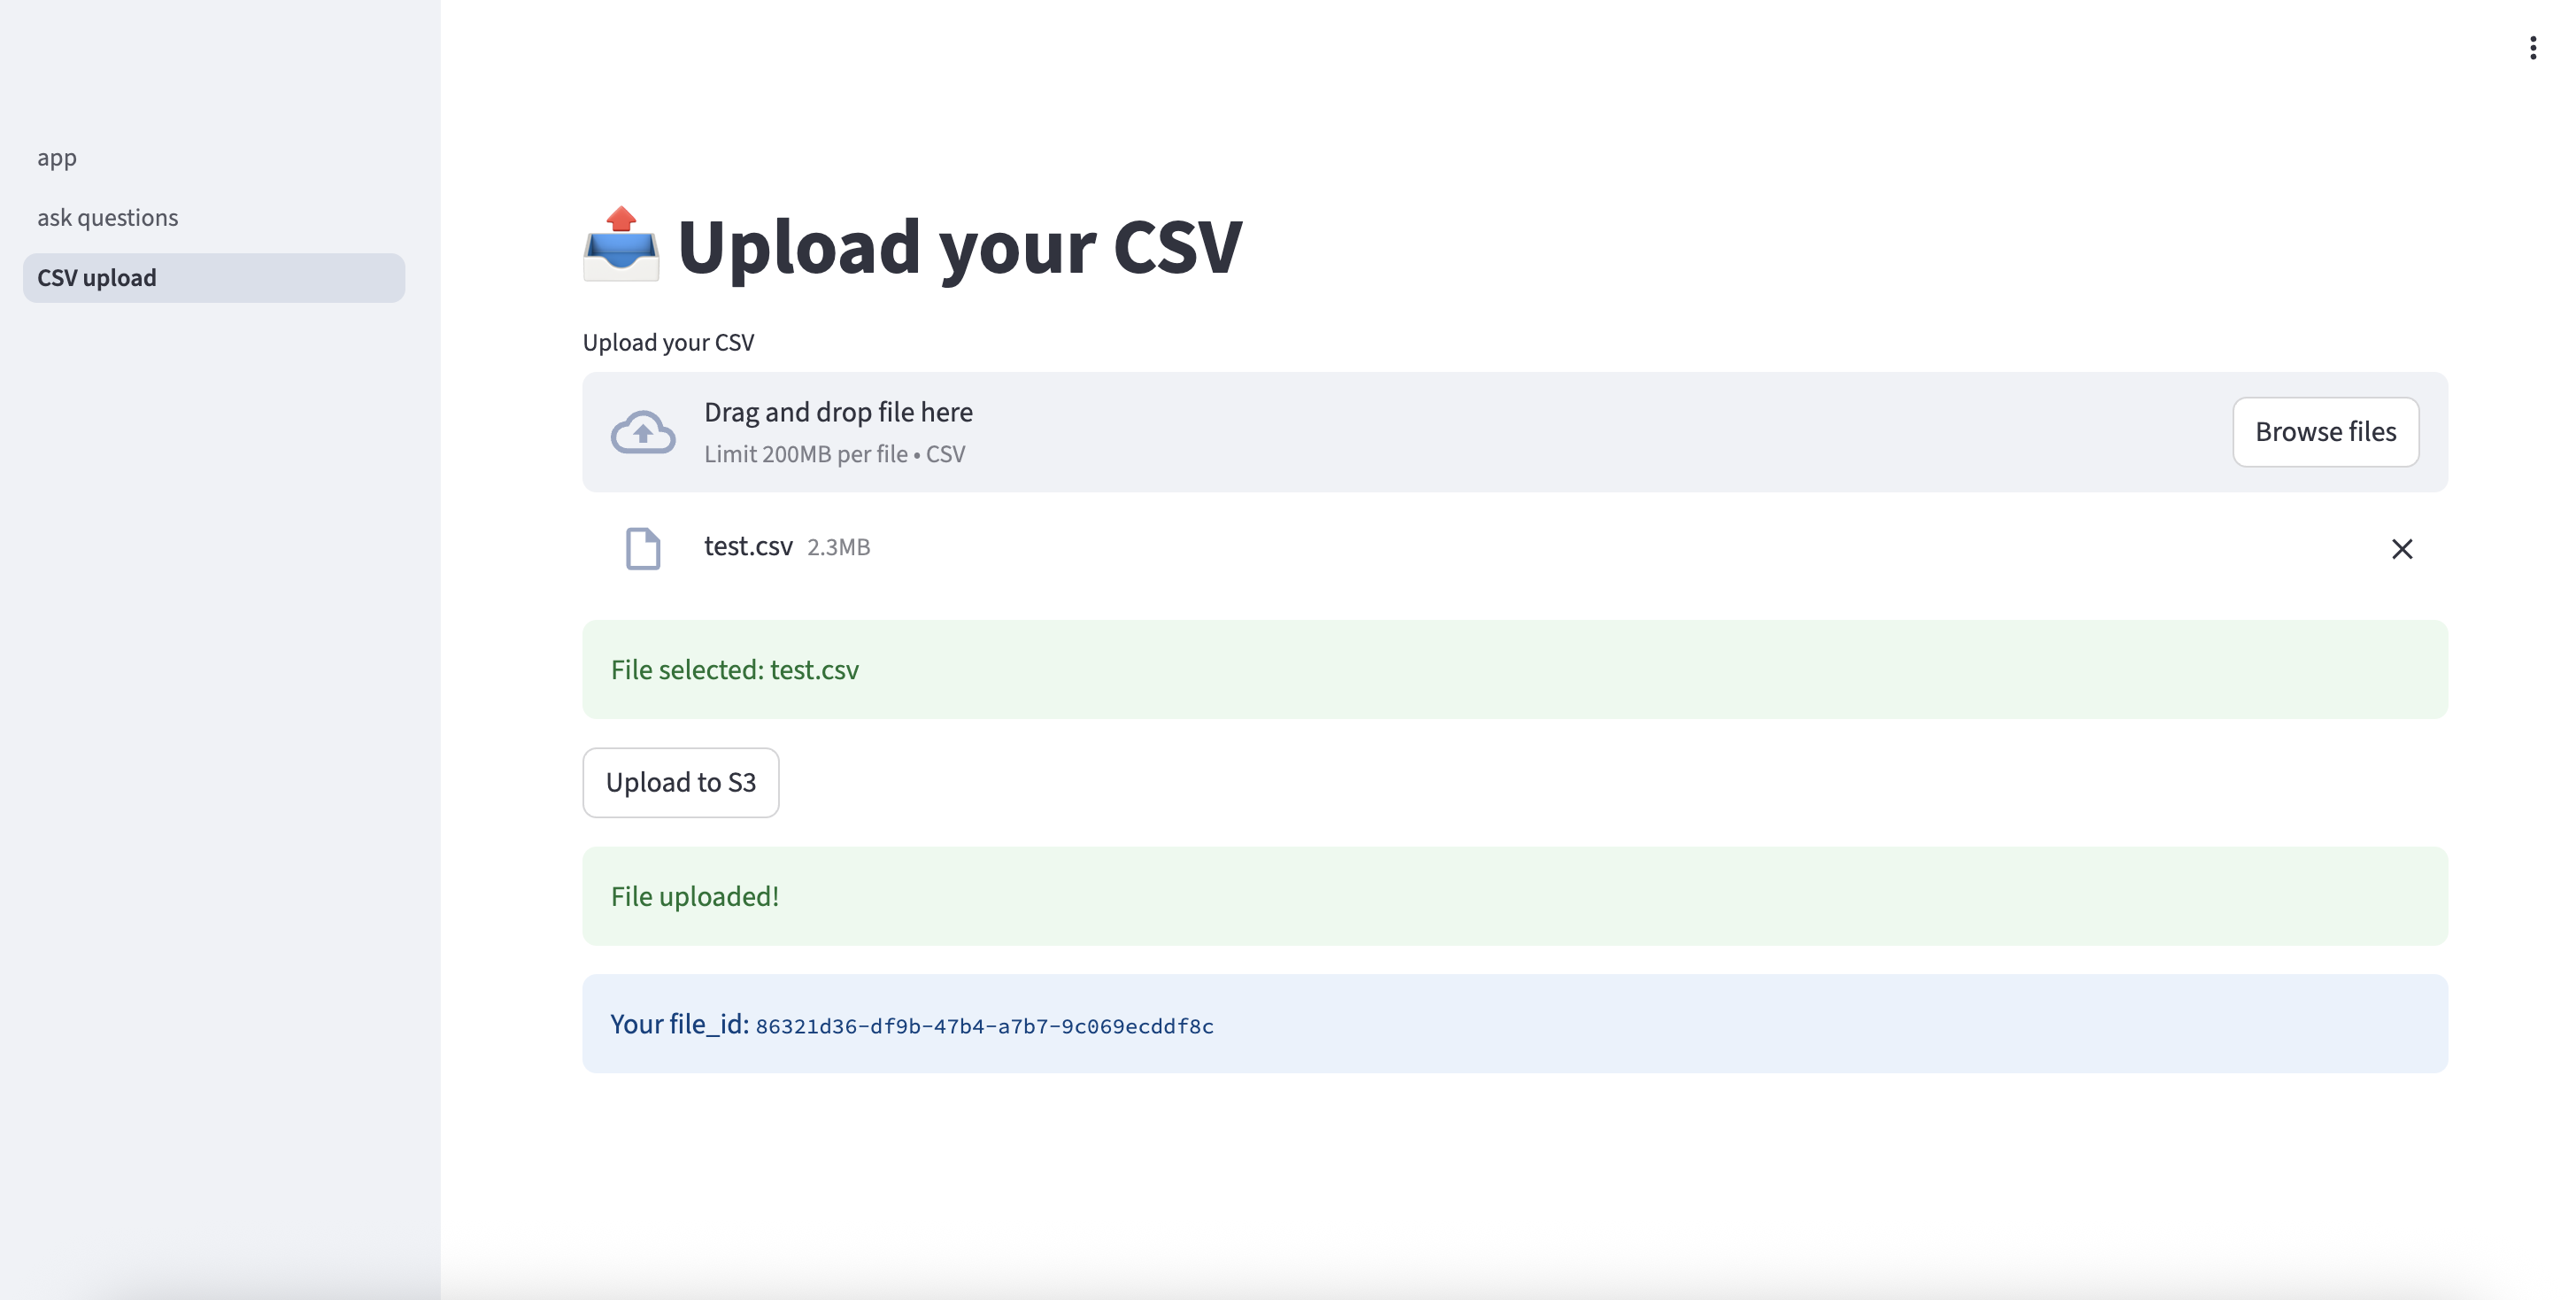 app
ask questions
CSV upload
Upload your CSV
Upload your CSV
Drag and drop file here
Limit 200MB per file • CSV
Browse files
test.csv 2.3MB
File selected: test.csv
Upload to S3
File uploaded!
Your file_id: 86321d36-df9b-47b4-a7b7-9c069ecddf8c